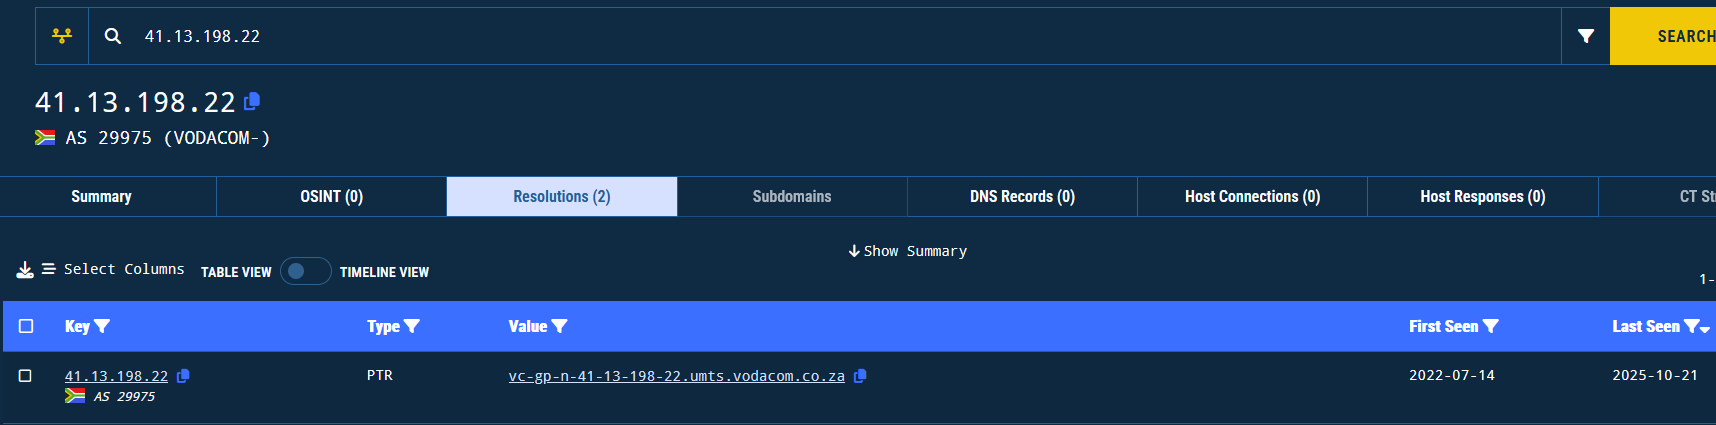 41.13.198.22
SEARCH
41.13.198.22
AS 29975 (VODACOM-)
Summary
OSINT (0)
Resolutions (2)
Subdomains
DNS Records (0)
Host Connections (0)
Host Responses (0)
CT St
Show Summary
Select Columns
TABLE VIEW
TIMELINE VIEW
1-
Key
Type
Value
First Seen
Last Seen
41.13.198.22
PTR
vc-gp-n-41-13-198-22.umts.vodacom.co.za
2022-07-14
2025-10-21
AS 29975